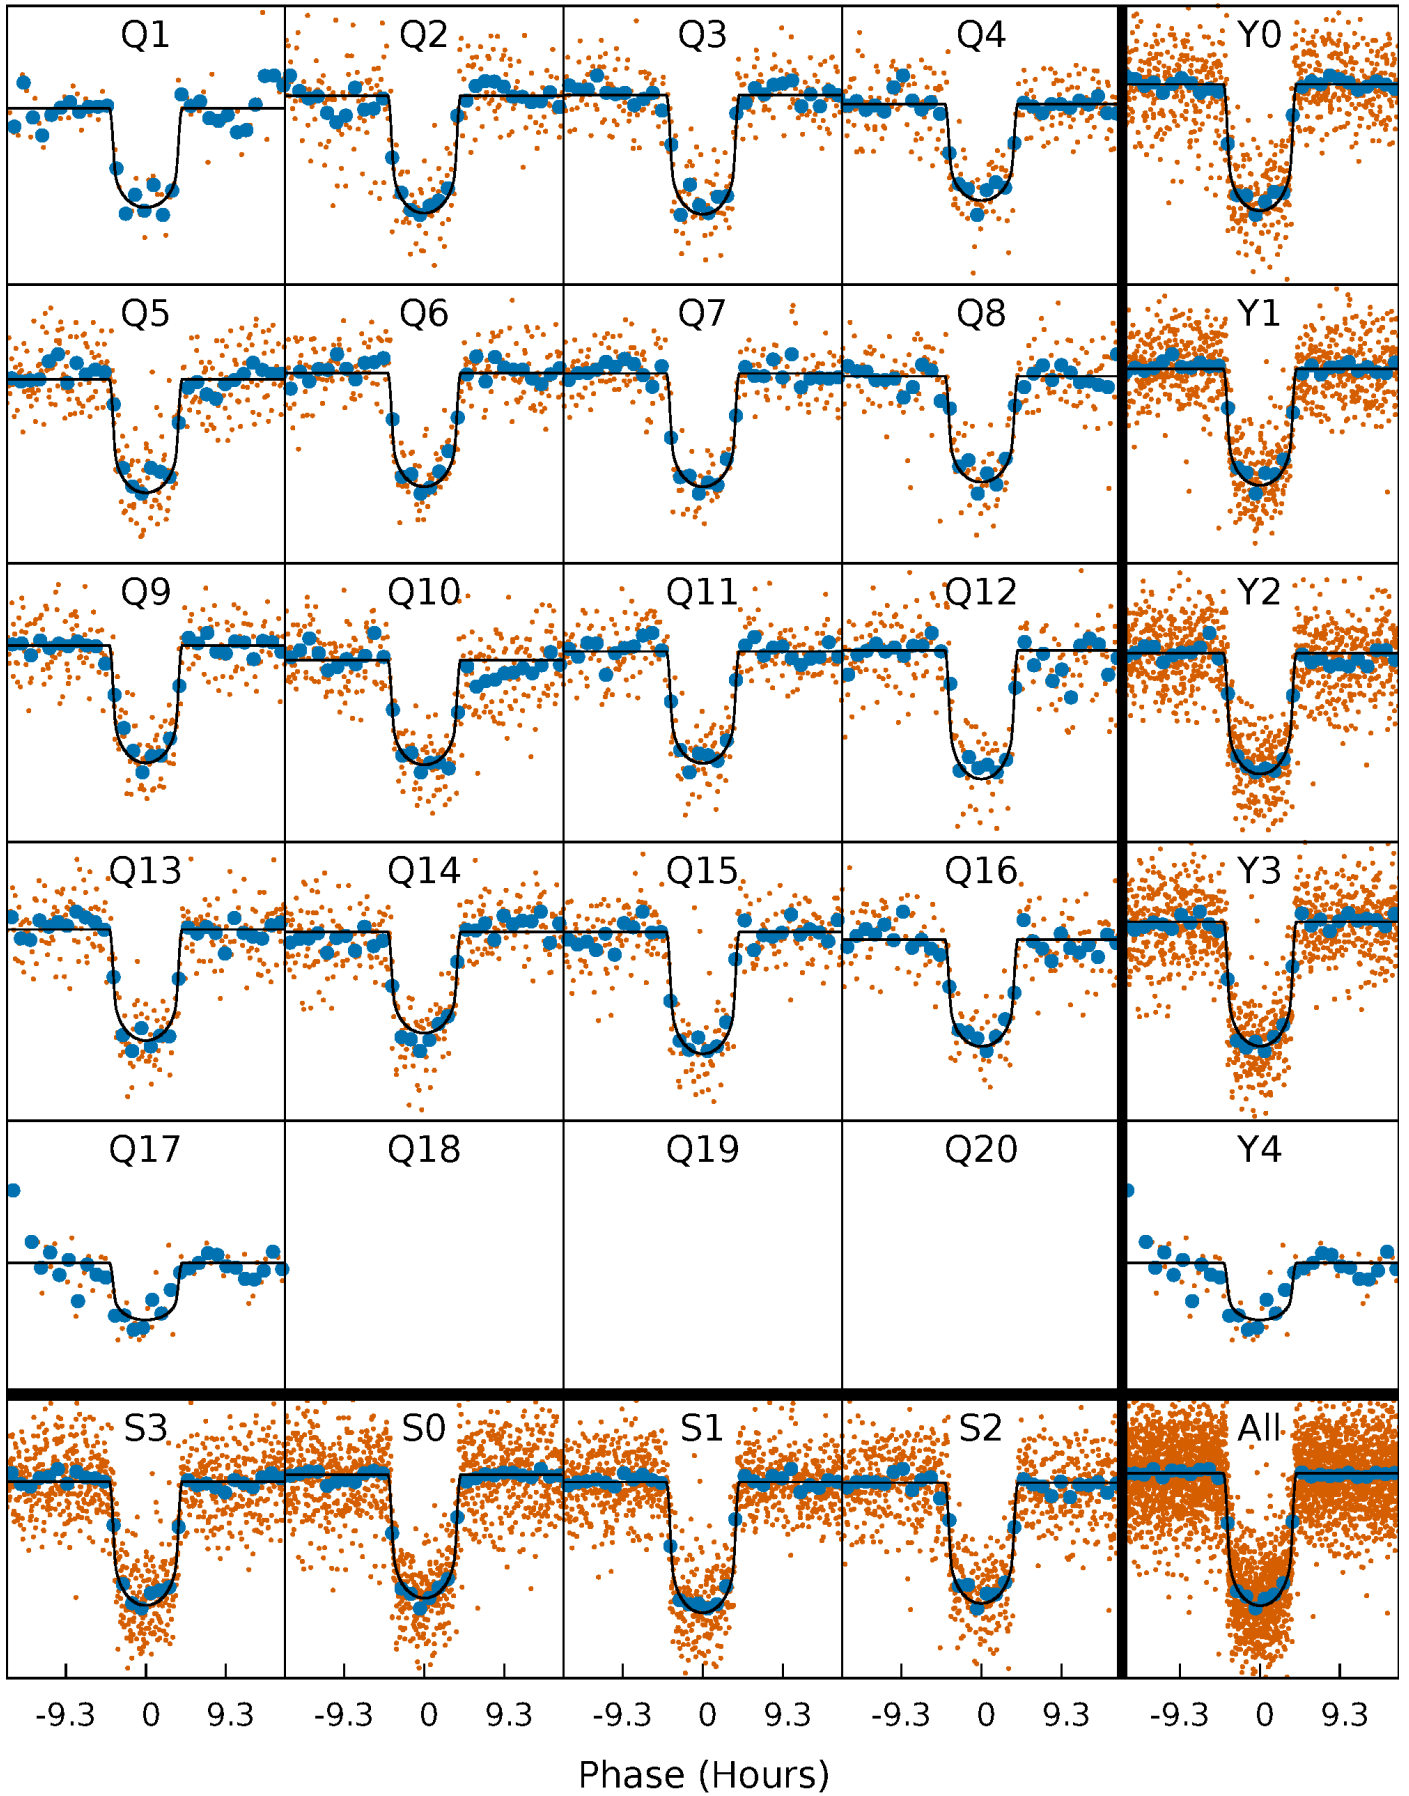 Q1 Q2 Q3 Q4 Y0
Q5 Q6 Q7 Q8 Y1
Q9 Q10 Q11 Q12 Y2
Q13 Q14 Q15 Q16 Y3
Q17 Q18 Q19 Q20 Y4
S3 S0 S1 S2 All
-9.3 0 9.3 -9.3 0 9.3 -9.3 0 9.3 -9.3 0 9.3 -9.3 0 9.3
Phase (Hours)